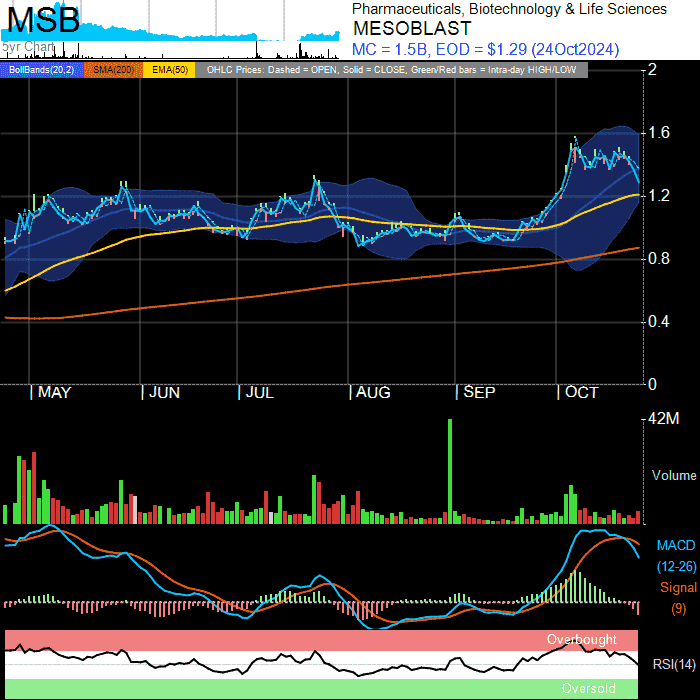 MSB
Pharmaceuticals, Biotechnology & Life Sciences
MESOBLAST
5yr Chart
MC = 1.5B, EOD = $1.29 (24Oct2024)
BollBands(20,2) SMA(200) EMA(50) OHLC Prices: Dashed = OPEN, Solid = CLOSE, Green/Red bars = Intra-day HIGH/LOW
2
1.6
1.2
0.8
0.4
0
MAY JUN JUL AUG SEP OCT
42M
Volume
MACD
(12-26)
Signal
(9)
Overbought
RSI(14)
Oversold